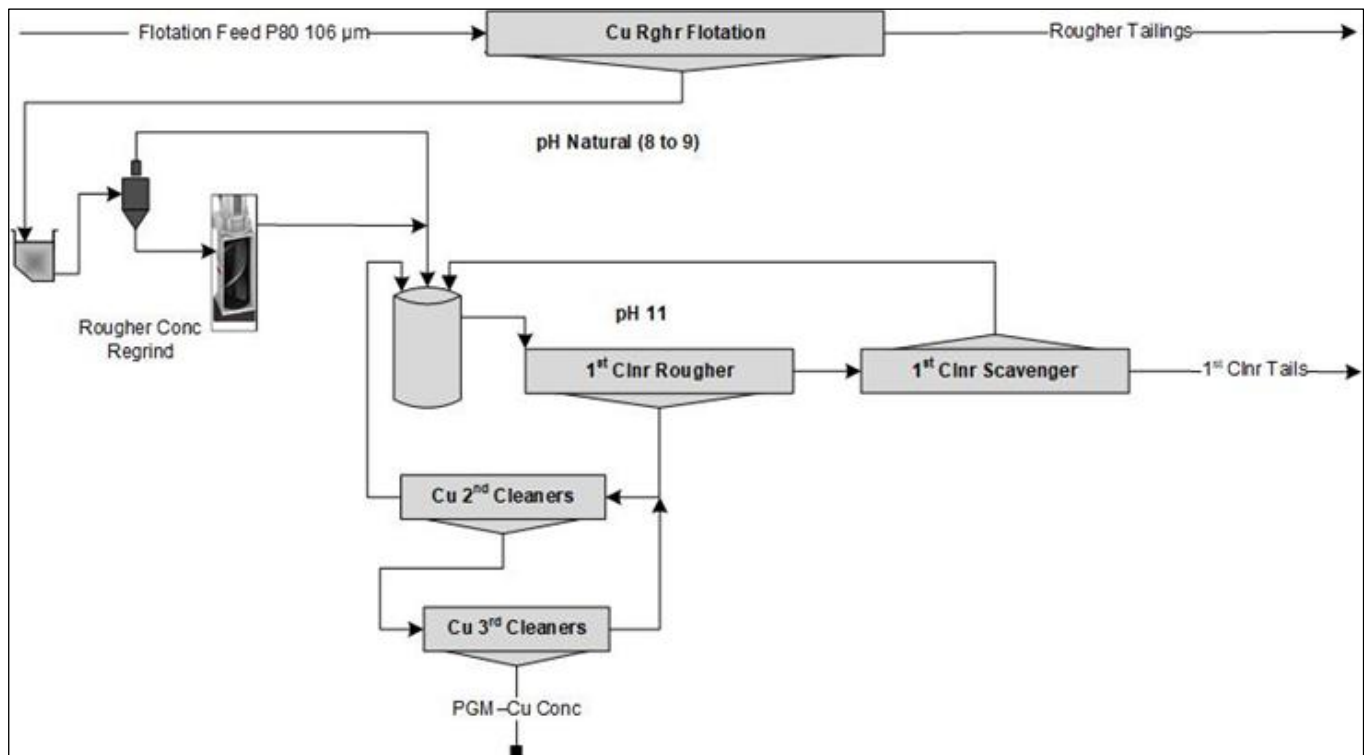 Flotation Feed P80 106 µm
Cu Rghr Flotation
Rougher Tailings
pH Natural (8 to 9)
Rougher Conc
Regrind
pH 11
1st Clnr Rougher
1st Clnr Scavenger
1st Clnr Tails
Cu 2nd Cleaners
Cu 3rd Cleaners
PGM –Cu Conc